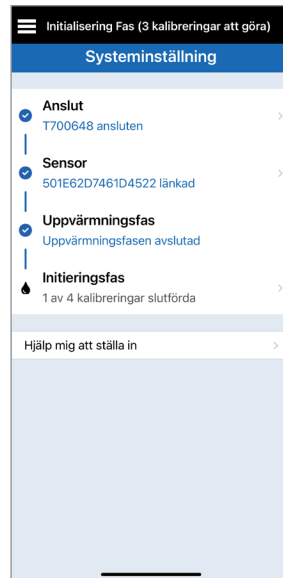 Initialisering Fas (3 kalibreringar att göra)
Systeminställning
Anslut
T700648 ansluten
Sensor
501E62D7461D4522 länkad
Uppvärmningsfas
Uppvärmningsfasen avslutad
Initieringsfas
1 av 4 kalibreringar slutförda
Hjälp mig att ställa in